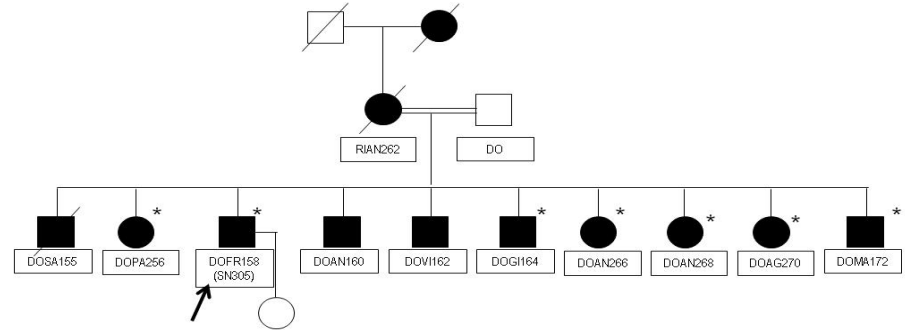 RIAN262
DO
*
*
*
*
*
*
*
DOSA155
DOPA256
DOFR158
(SN305)
DOAN160
DOVI162
DOGI164
DOAN266
DOAN268
DOAG270
DOMA172